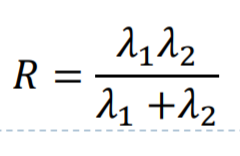 R = λ₁λ₂ / (λ₁ +λ₂)